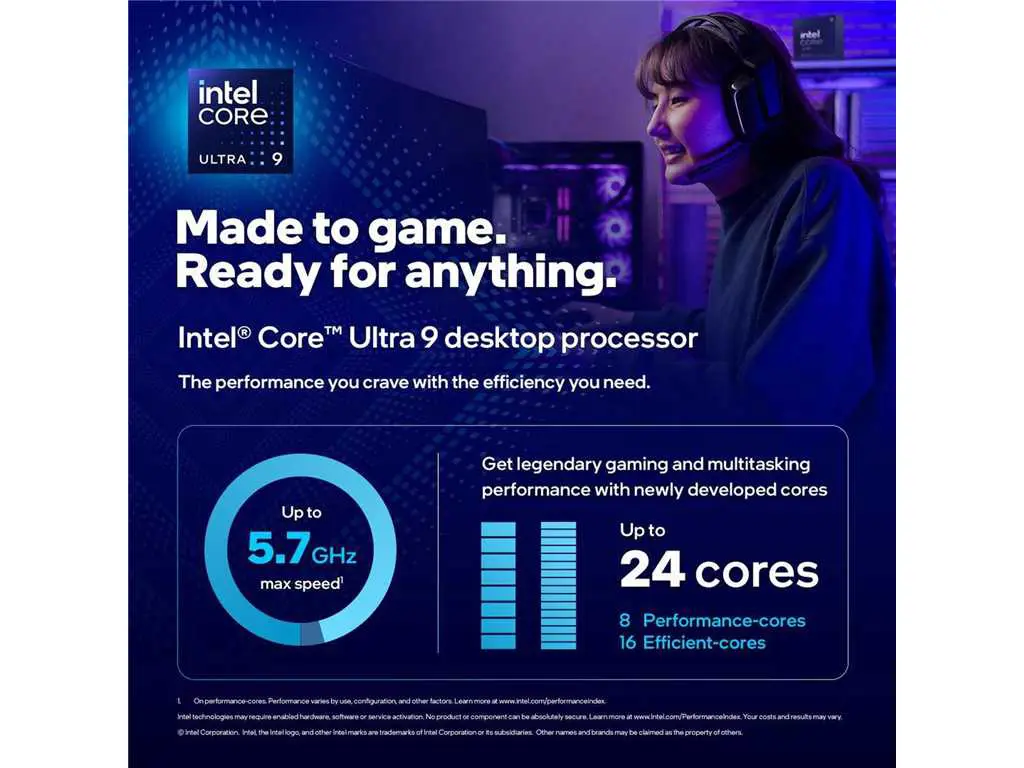 intel
CORE
ULTRA 9
intel
CORE
Made to game.
Ready for anything.
Intel® Core™ Ultra 9 desktop processor
The performance you crave with the efficiency you need.
Up to
5.7 GHz
max speed¹
Get legendary gaming and multitasking
performance with newly developed cores
Up to
24 cores
8 Performance-cores
16 Efficient-cores
1. On performance-cores. Performance varies by use, configuration, and other factors. Learn more at www.intel.com/performanceindex.
Intel technologies may require enabled hardware, software or service activation. No product or component can be absolutely secure. Learn more at www.Intel.com/PerformanceIndex. Your costs and results may vary.
© Intel Corporation. Intel, the Intel logo, and other Intel marks are trademarks of Intel Corporation or its subsidiaries. Other names and brands may be claimed as the property of others.